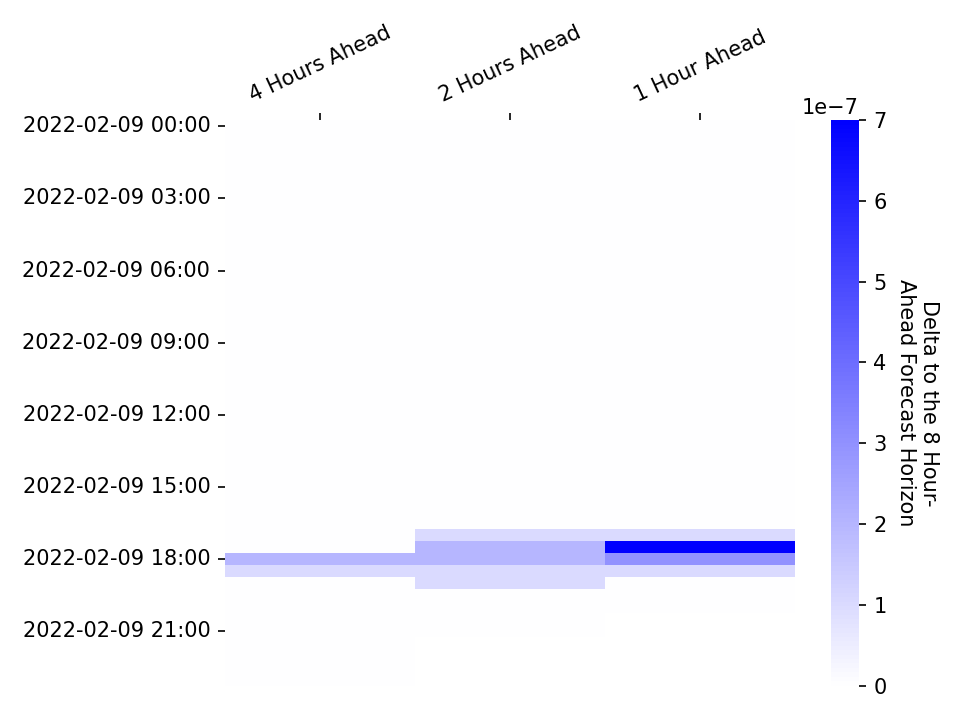 4 Hours Ahead
2 Hours Ahead
1 Hour Ahead
1e−7
2022-02-09 00:00
2022-02-09 03:00
2022-02-09 06:00
2022-02-09 09:00
2022-02-09 12:00
2022-02-09 15:00
2022-02-09 18:00
2022-02-09 21:00
7
6
5
4
3
2
1
0
Delta to the 8 Hour-
Ahead Forecast Horizon